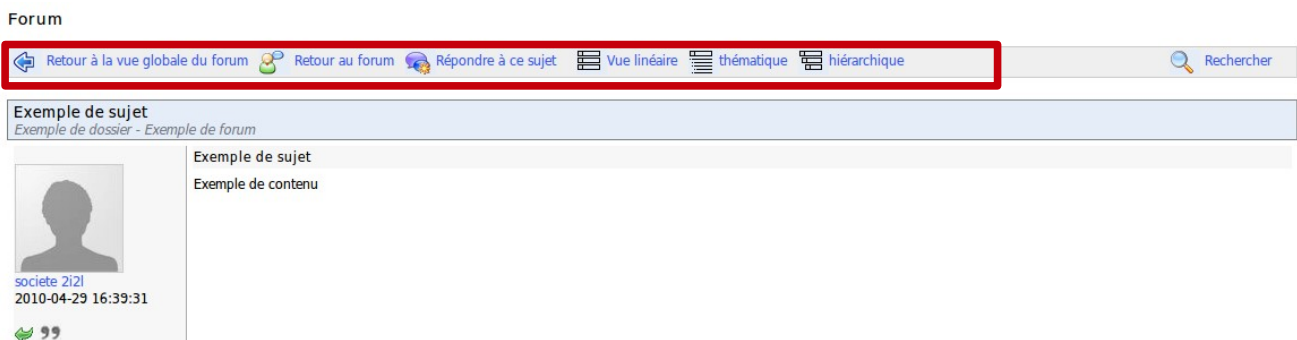 Forum
Retour à la vue globale du forum Retour au forum Répondre à ce sujet Vue linéaire thématique hiérarchique Rechercher
Exemple de sujet
Exemple de dossier - Exemple de forum
Exemple de sujet
Exemple de contenu
societe 2i2l
2010-04-29 16:39:31